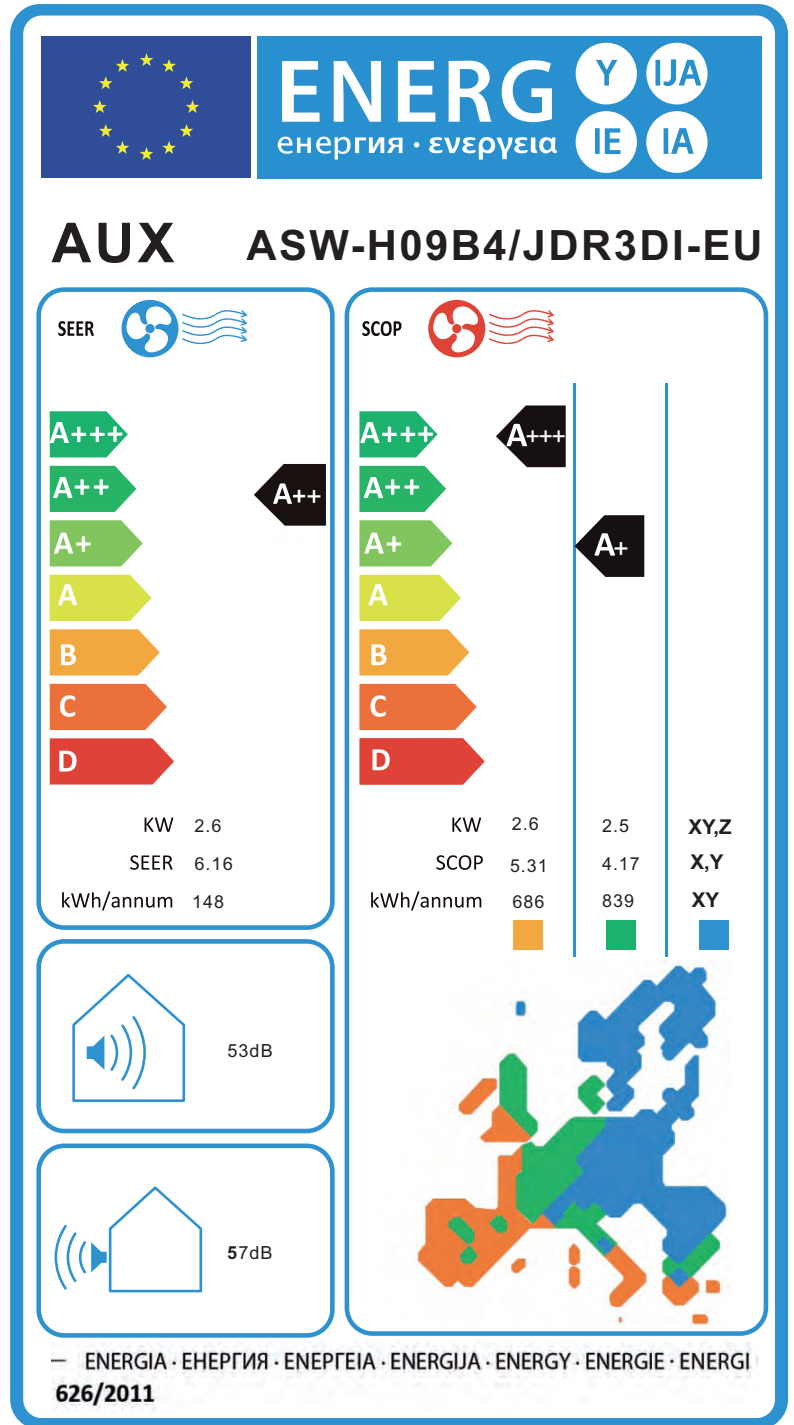 ENERG Y IJA
енергия · ενεργεια IE IA
AUX ASW-H09B4/JDR3DI-EU
SEER
A+++
A++ A++
A+
A
B
C
D
KW 2.6
SEER 6.16
kWh/annum 148
SCOP
A+++ A+++
A++
A+ A+
A
B
C
D
KW 2.6 2.5 XY,Z
SCOP 5.31 4.17 X,Y
kWh/annum 686 839 XY
53dB
57dB
— ENERGIA · ЕНЕРГИЯ · ΕΝΕΡΓΕΙΑ · ENERGIJA · ENERGY · ENERGIE · ENERGI
626/2011